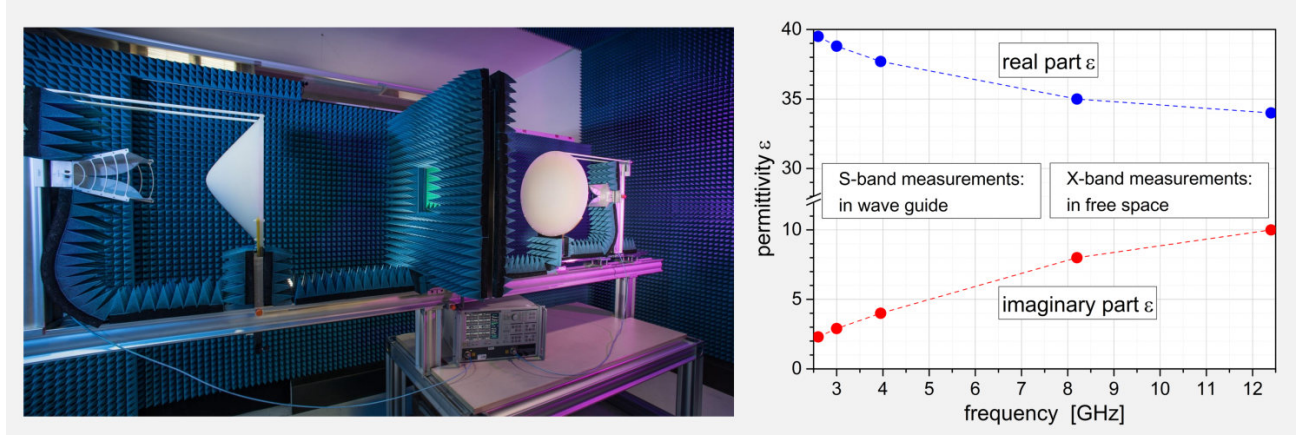 40
35
30
10
5
0
permittivity ε
real part ε
S-band measurements:
in wave guide
X-band measurements:
in free space
imaginary part ε
3 4 5 6 7 8 9 10 11 12
frequency [GHz]